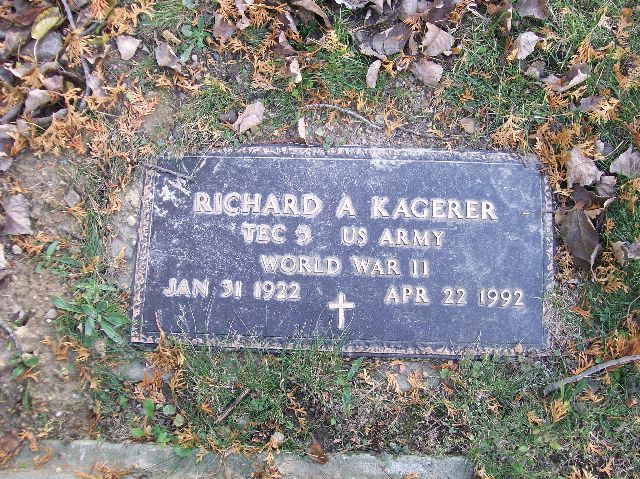 RICHARD A KAGERER
TEC 5 US ARMY
WORLD WAR II
JAN 31 1922 APR 22 1992